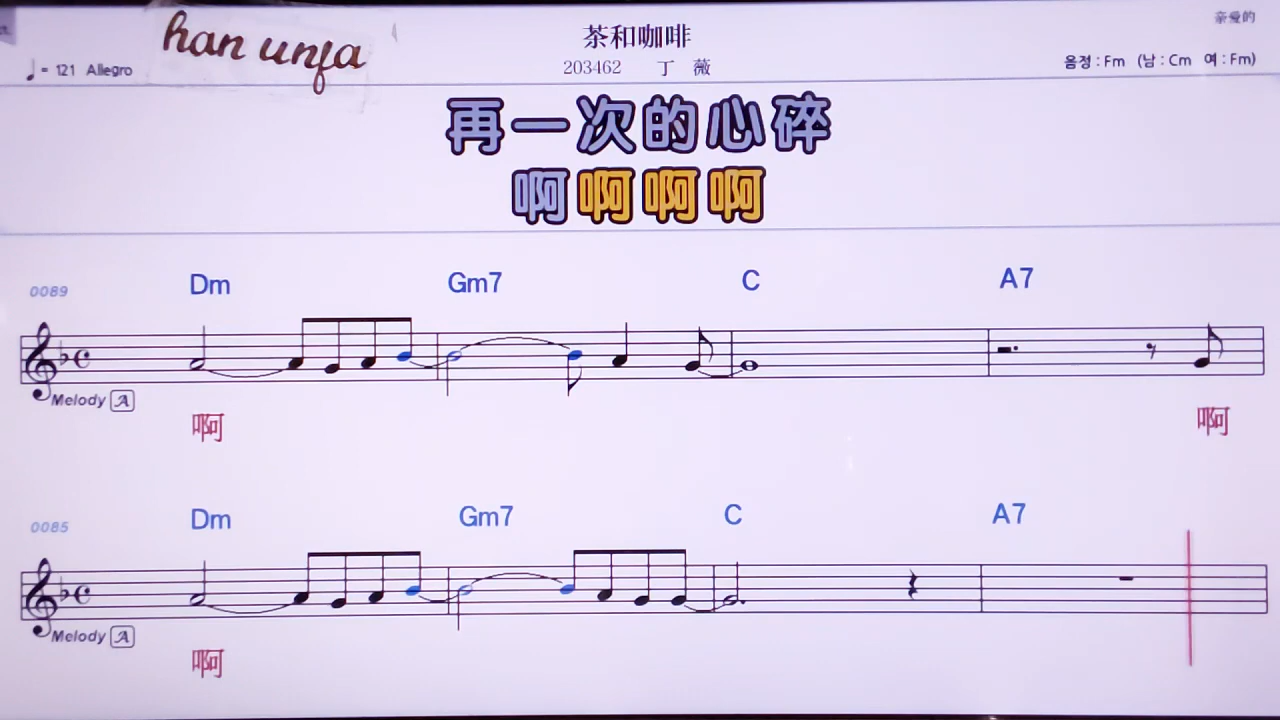 亲爱的
han unfa
茶和咖啡
♩= 121 Allegro
203462 丁 薇
음정 : Fm (남 : Cm 여 : Fm)
再一次的心碎
啊啊啊啊
0089 Dm Gm7 C A7
Melody A
啊 啊
0085 Dm Gm7 C A7
Melody A
啊